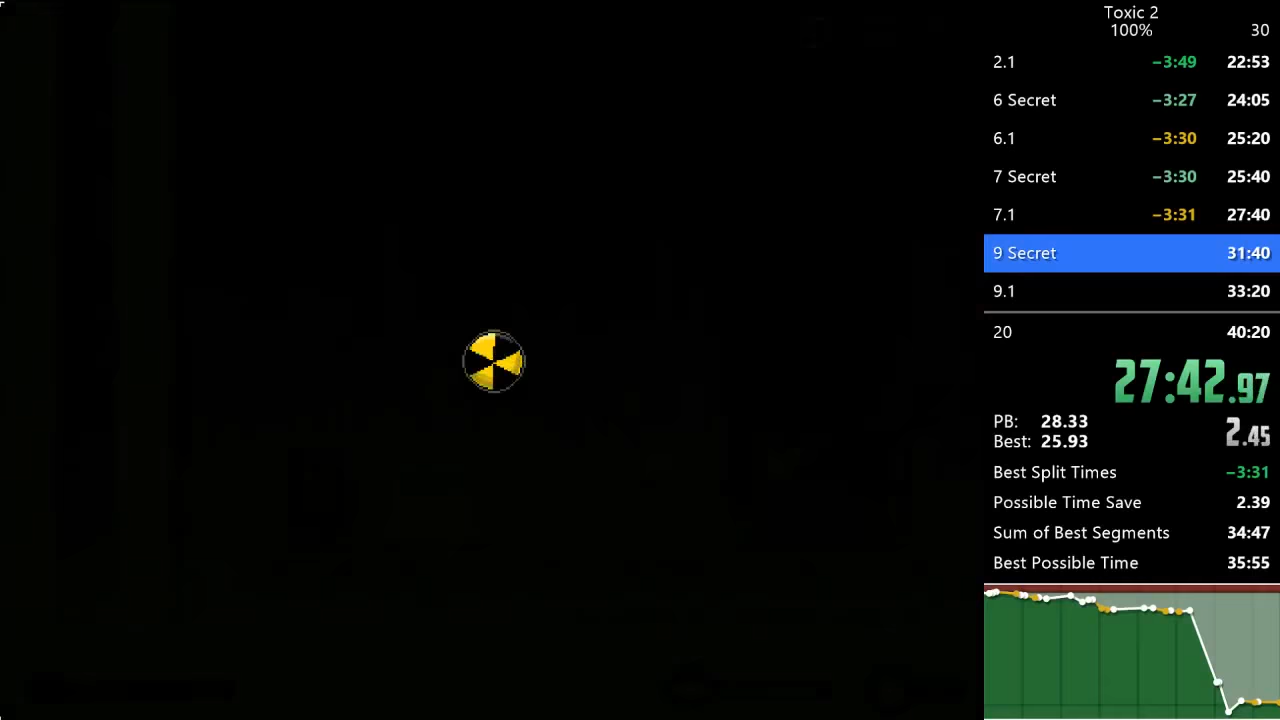 Toxic 2
100% 30
2.1 −3:49 22:53
6 Secret −3:27 24:05
6.1 −3:30 25:20
7 Secret −3:30 25:40
7.1 −3:31 27:40
9 Secret 31:40
9.1 33:20
20 40:20
27:42.97
PB: 28.33 2.45
Best: 25.93
Best Split Times −3:31
Possible Time Save 2.39
Sum of Best Segments 34:47
Best Possible Time 35:55